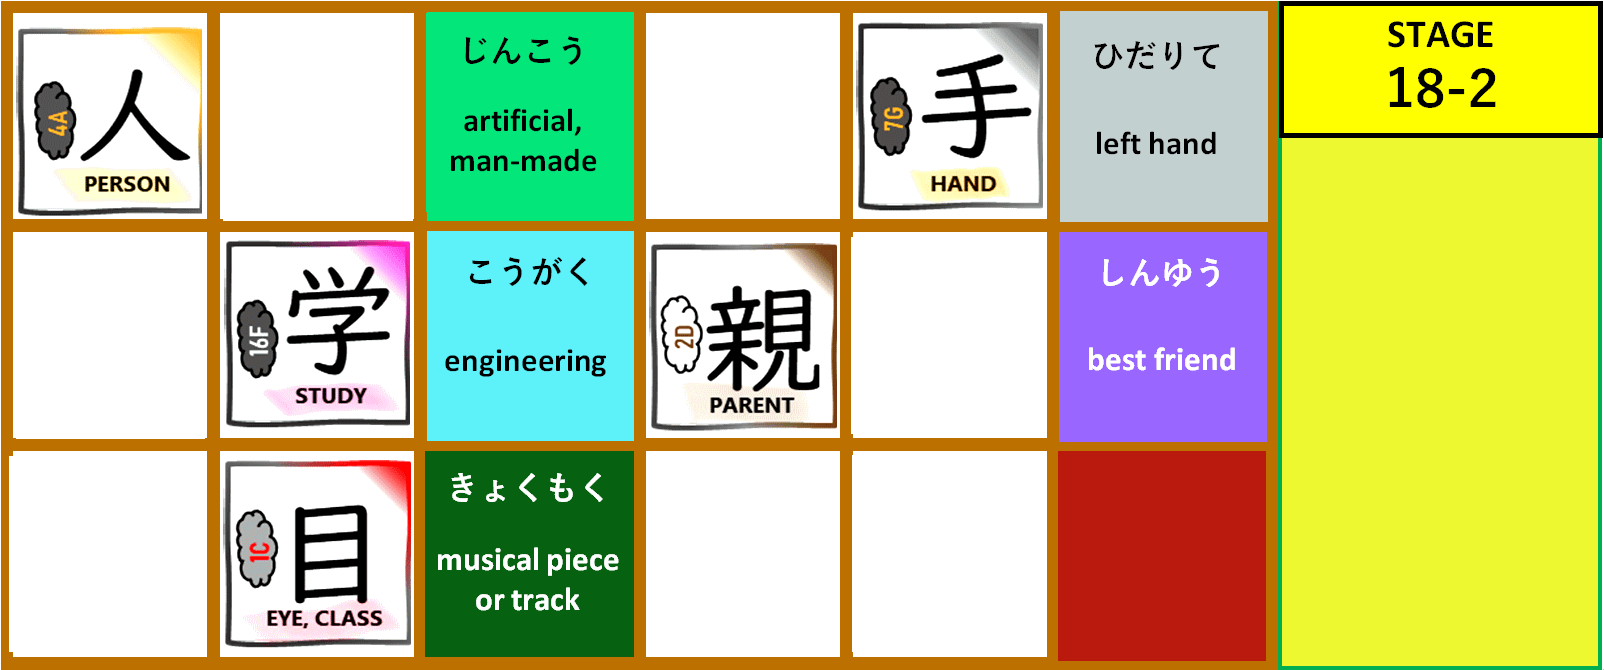 4A
人
PERSON
じんこう
artificial,
man-made
7G
手
HAND
ひだりて
left hand
STAGE
18-2
16F
学
STUDY
こうがく
engineering
2D
親
PARENT
しんゆう
best friend
1C
目
EYE, CLASS
きょくもく
musical piece
or track